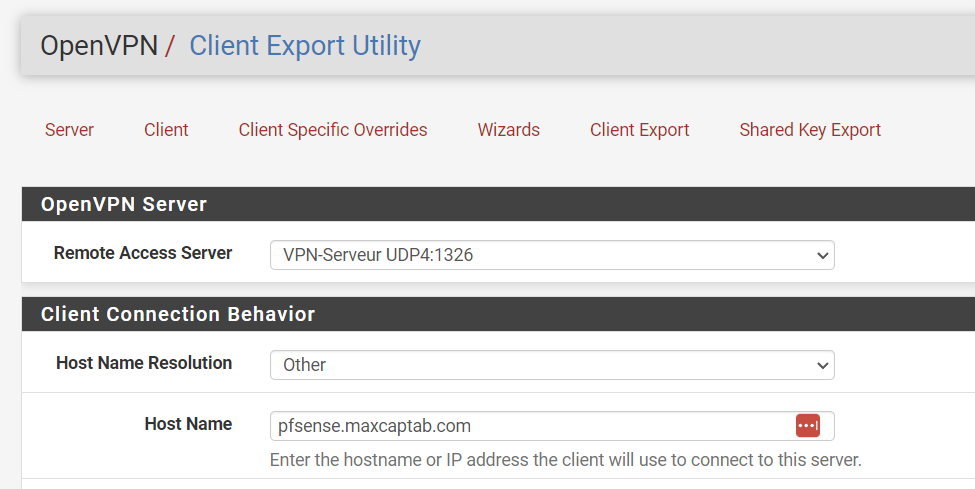 OpenVPN / Client Export Utility
Server Client Client Specific Overrides Wizards Client Export Shared Key Export
OpenVPN Server
Remote Access Server VPN-Serveur UDP4:1326
Client Connection Behavior
Host Name Resolution Other
Host Name pfsense.maxcaptab.com
Enter the hostname or IP address the client will use to connect to this server.